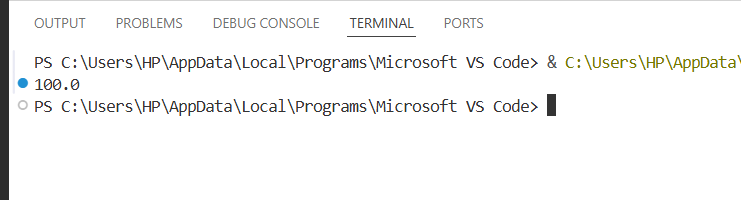 OUTPUT PROBLEMS DEBUG CONSOLE TERMINAL PORTS
PS C:\Users\HP\AppData\Local\Programs\Microsoft VS Code> & C:\Users\HP\AppData\
100.0
PS C:\Users\HP\AppData\Local\Programs\Microsoft VS Code>